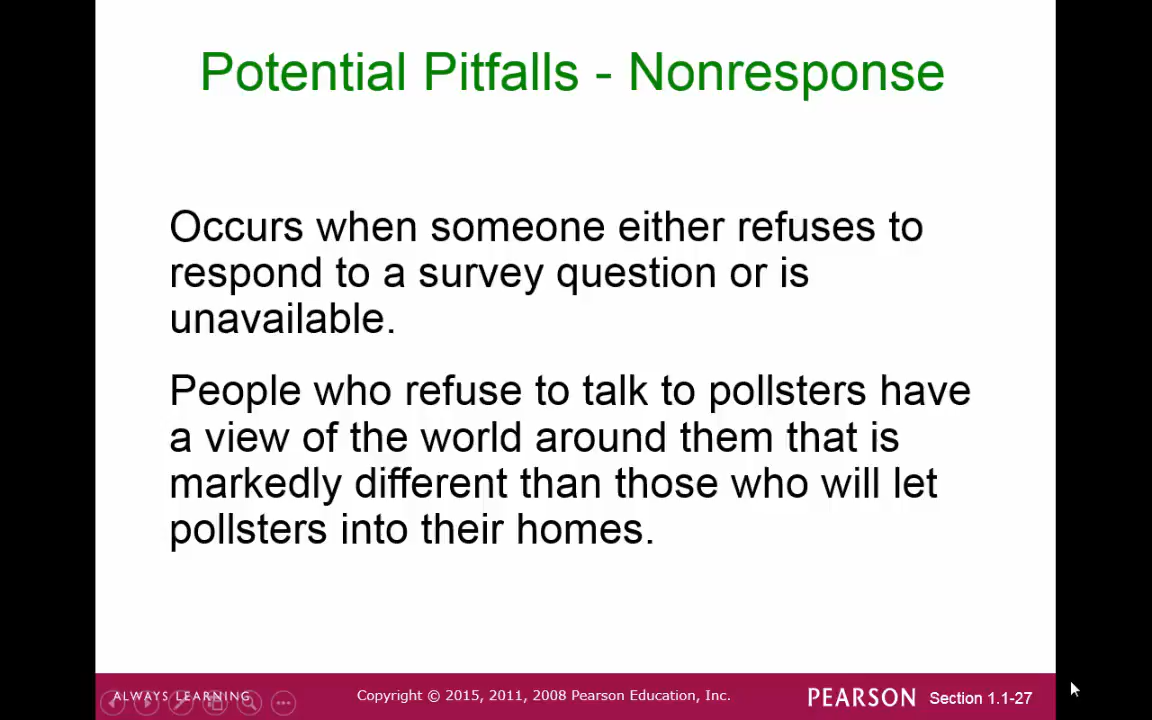 Potential Pitfalls - Nonresponse
Occurs when someone either refuses to
respond to a survey question or is
unavailable.
People who refuse to talk to pollsters have
a view of the world around them that is
markedly different than those who will let
pollsters into their homes.
ALWAYS LEARNING
Copyright © 2015, 2011, 2008 Pearson Education, Inc.
PEARSON
Section 1.1-27